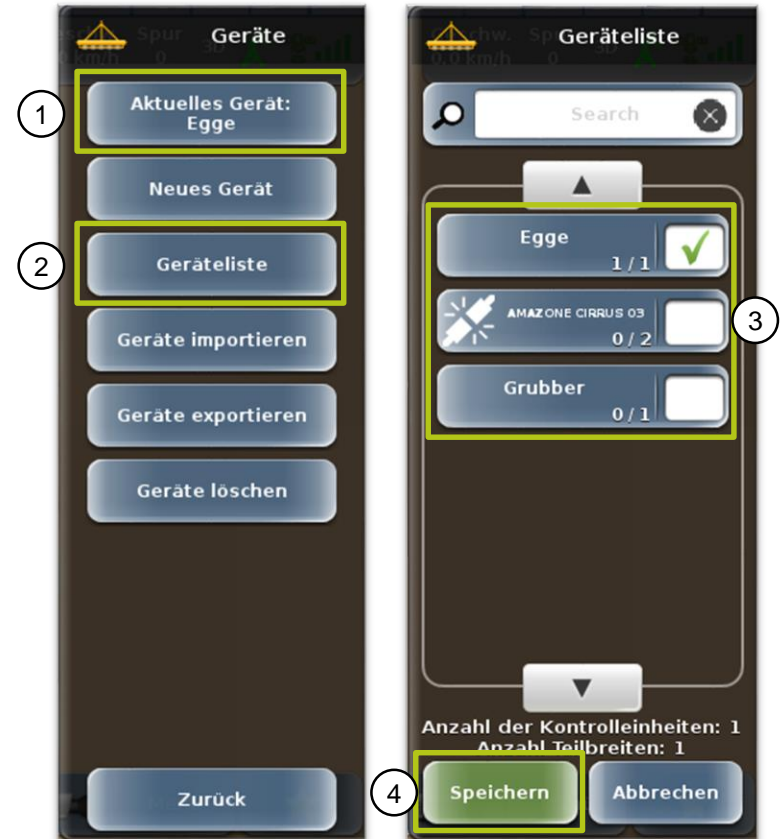 Geräte
1
Aktuelles Gerät:
Egge
Neues Gerät
2
Geräteliste
Geräte importieren
Geräte exportieren
Geräte löschen
Zurück
Geräteliste
Search
Egge
1/1
AMAZONE CIRRUS 03
0/2
3
Grubber
0/1
Anzahl der Kontrolleinheiten: 1
Anzahl Teilbreiten: 1
4
Speichern
Abbrechen